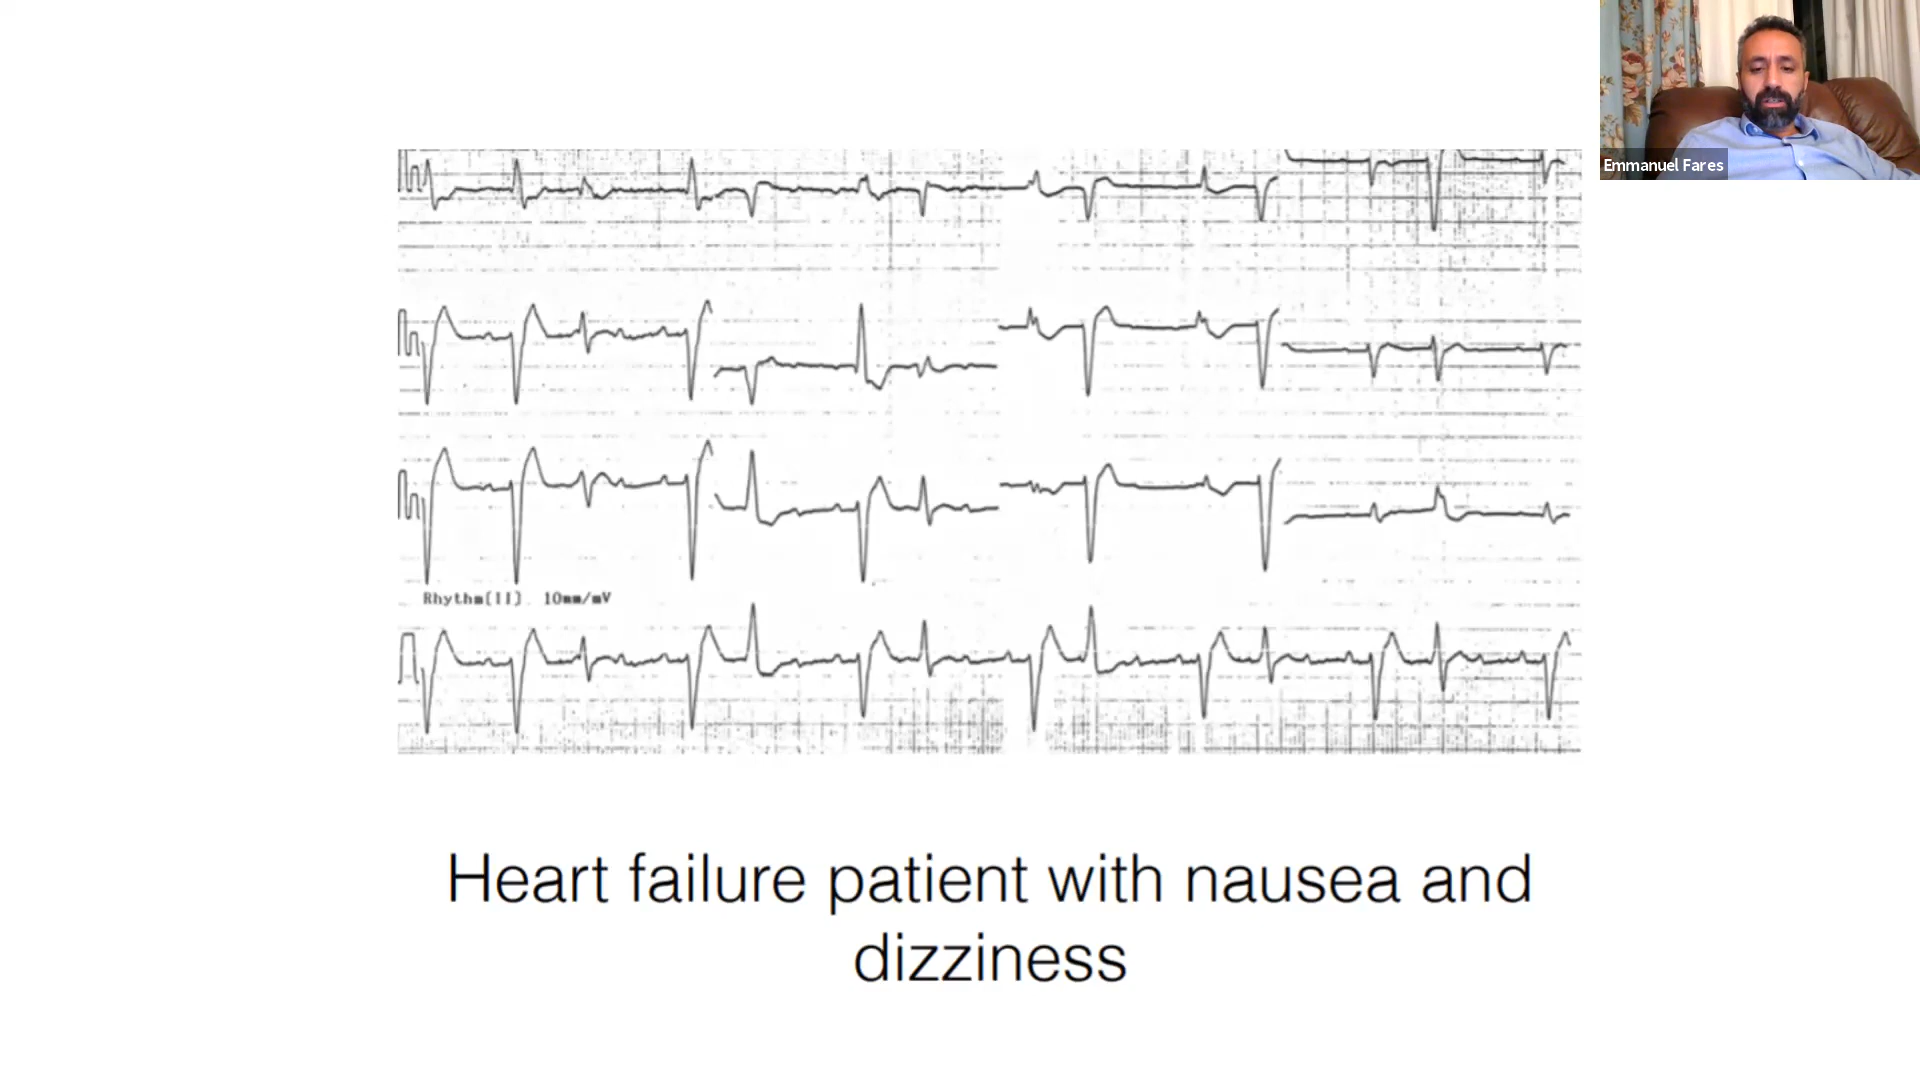 Emmanuel Fares
Rhythm[II] 10mm/mV
Heart failure patient with nausea and
dizziness